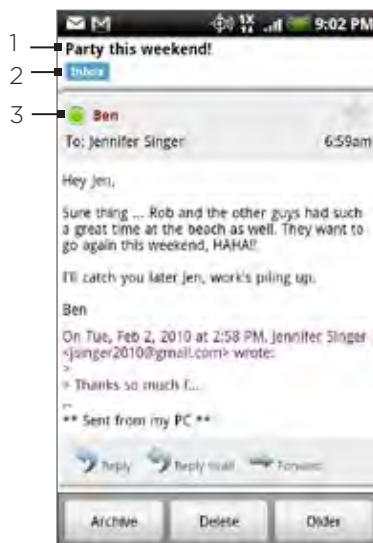 1X 9:02 PM
1 Party this weekend!
2 Inbox
3 Ben
To: Jennifer Singer 6:59am
Hey Jen,
Sure thing ... Rob and the other guys had such
a great time at the beach as well. They want to
go again this weekend, HAHA!!
I'll catch you later Jen, work's piling up.
Ben
On Tue, Feb 2, 2010 at 2:58 PM, Jennifer Singer
<jsinger2010@gmail.com> wrote:
>
> Thanks so much f...
--
** Sent from my PC **
Reply Reply to all Forward
Archive Delete Older